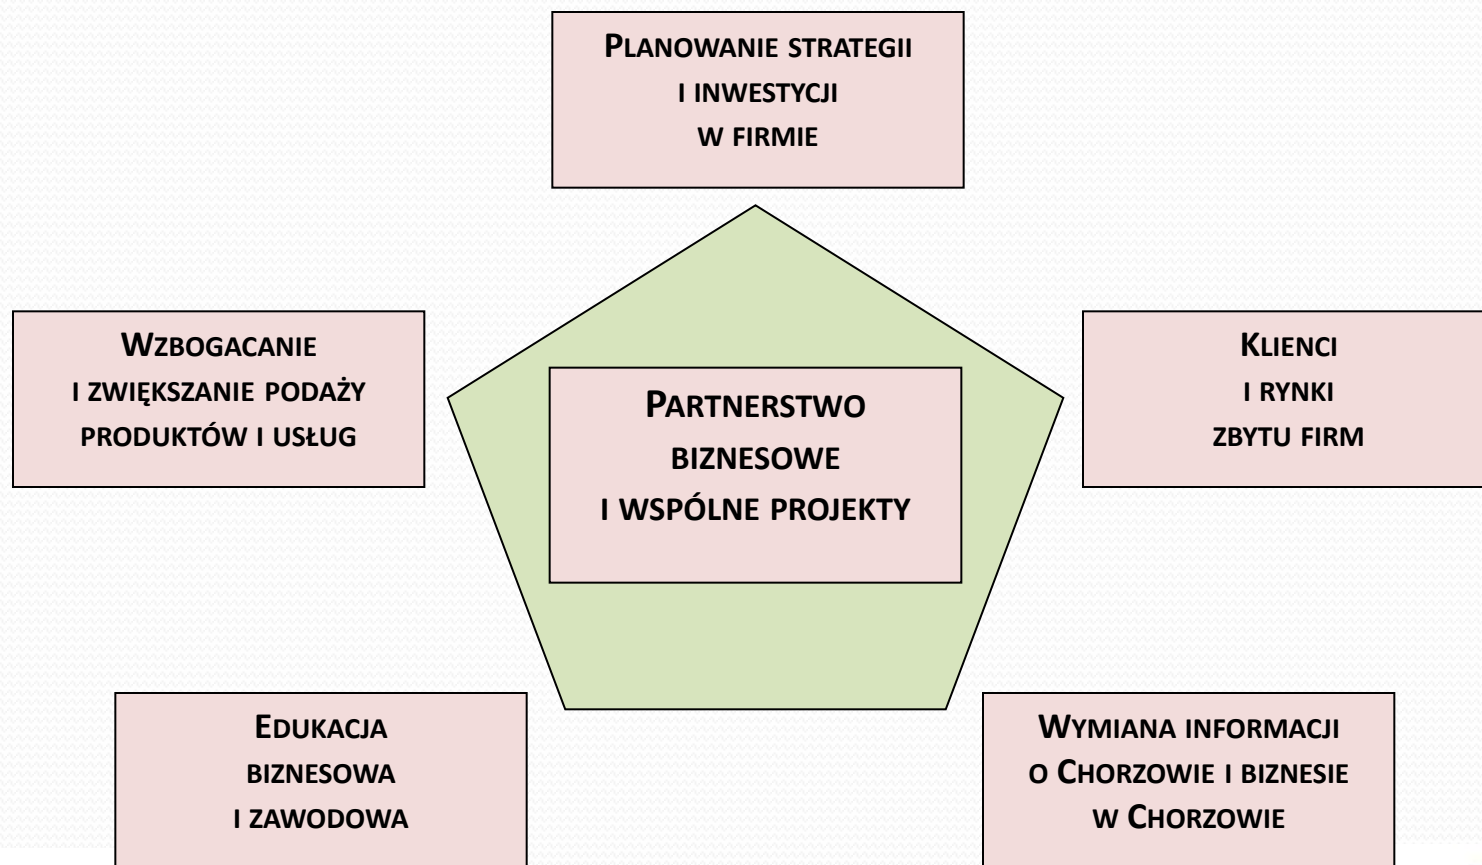 Planowanie strategii
i inwestycji
w firmie
Wzbogacanie
i zwiększanie podaży
produktów i usług
Klienci
i rynki
zbytu firm
Partnerstwo
biznesowe
i wspólne projekty
Edukacja
biznesowa
i zawodowa
Wymiana informacji
o Chorzowie i biznesie
w Chorzowie